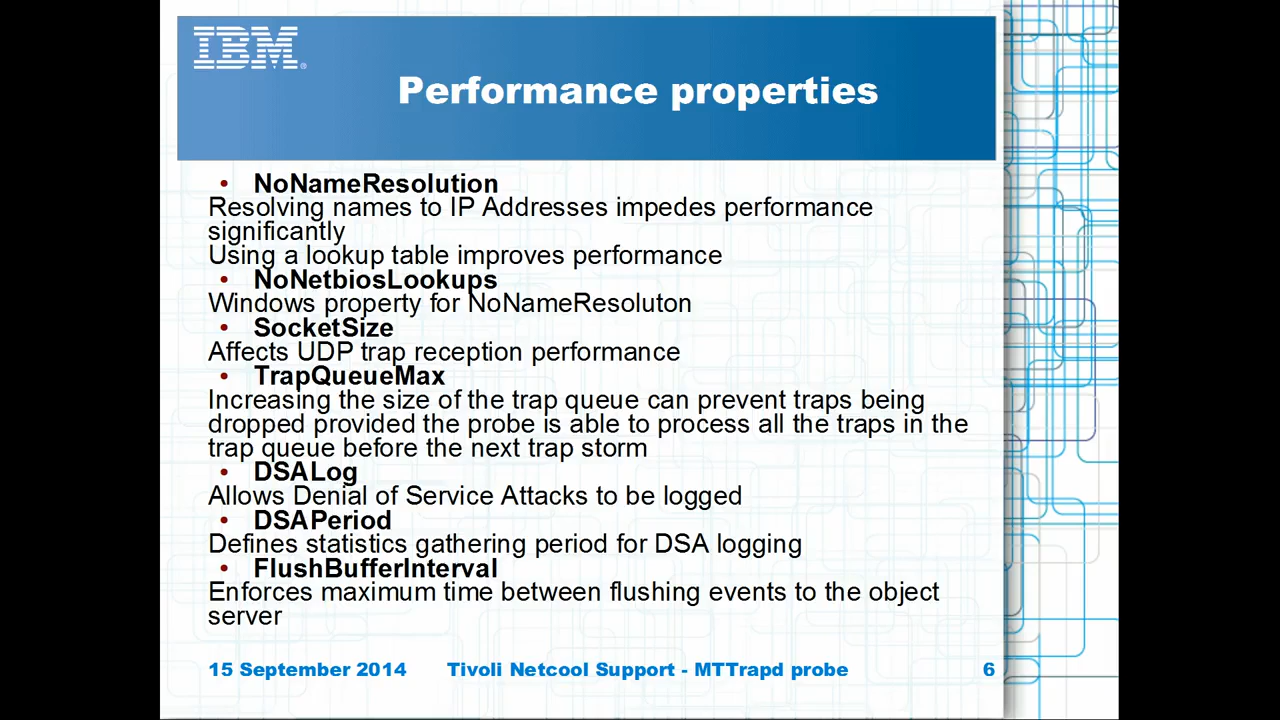 IBM®
Performance properties
• NoNameResolution
Resolving names to IP Addresses impedes performance
significantly
Using a lookup table improves performance
• NoNetbiosLookups
Windows property for NoNameResoluton
• SocketSize
Affects UDP trap reception performance
• TrapQueueMax
Increasing the size of the trap queue can prevent traps being
dropped provided the probe is able to process all the traps in the
trap queue before the next trap storm
• DSALog
Allows Denial of Service Attacks to be logged
• DSAPeriod
Defines statistics gathering period for DSA logging
• FlushBufferInterval
Enforces maximum time between flushing events to the object
server
15 September 2014 Tivoli Netcool Support - MTTrapd probe 6